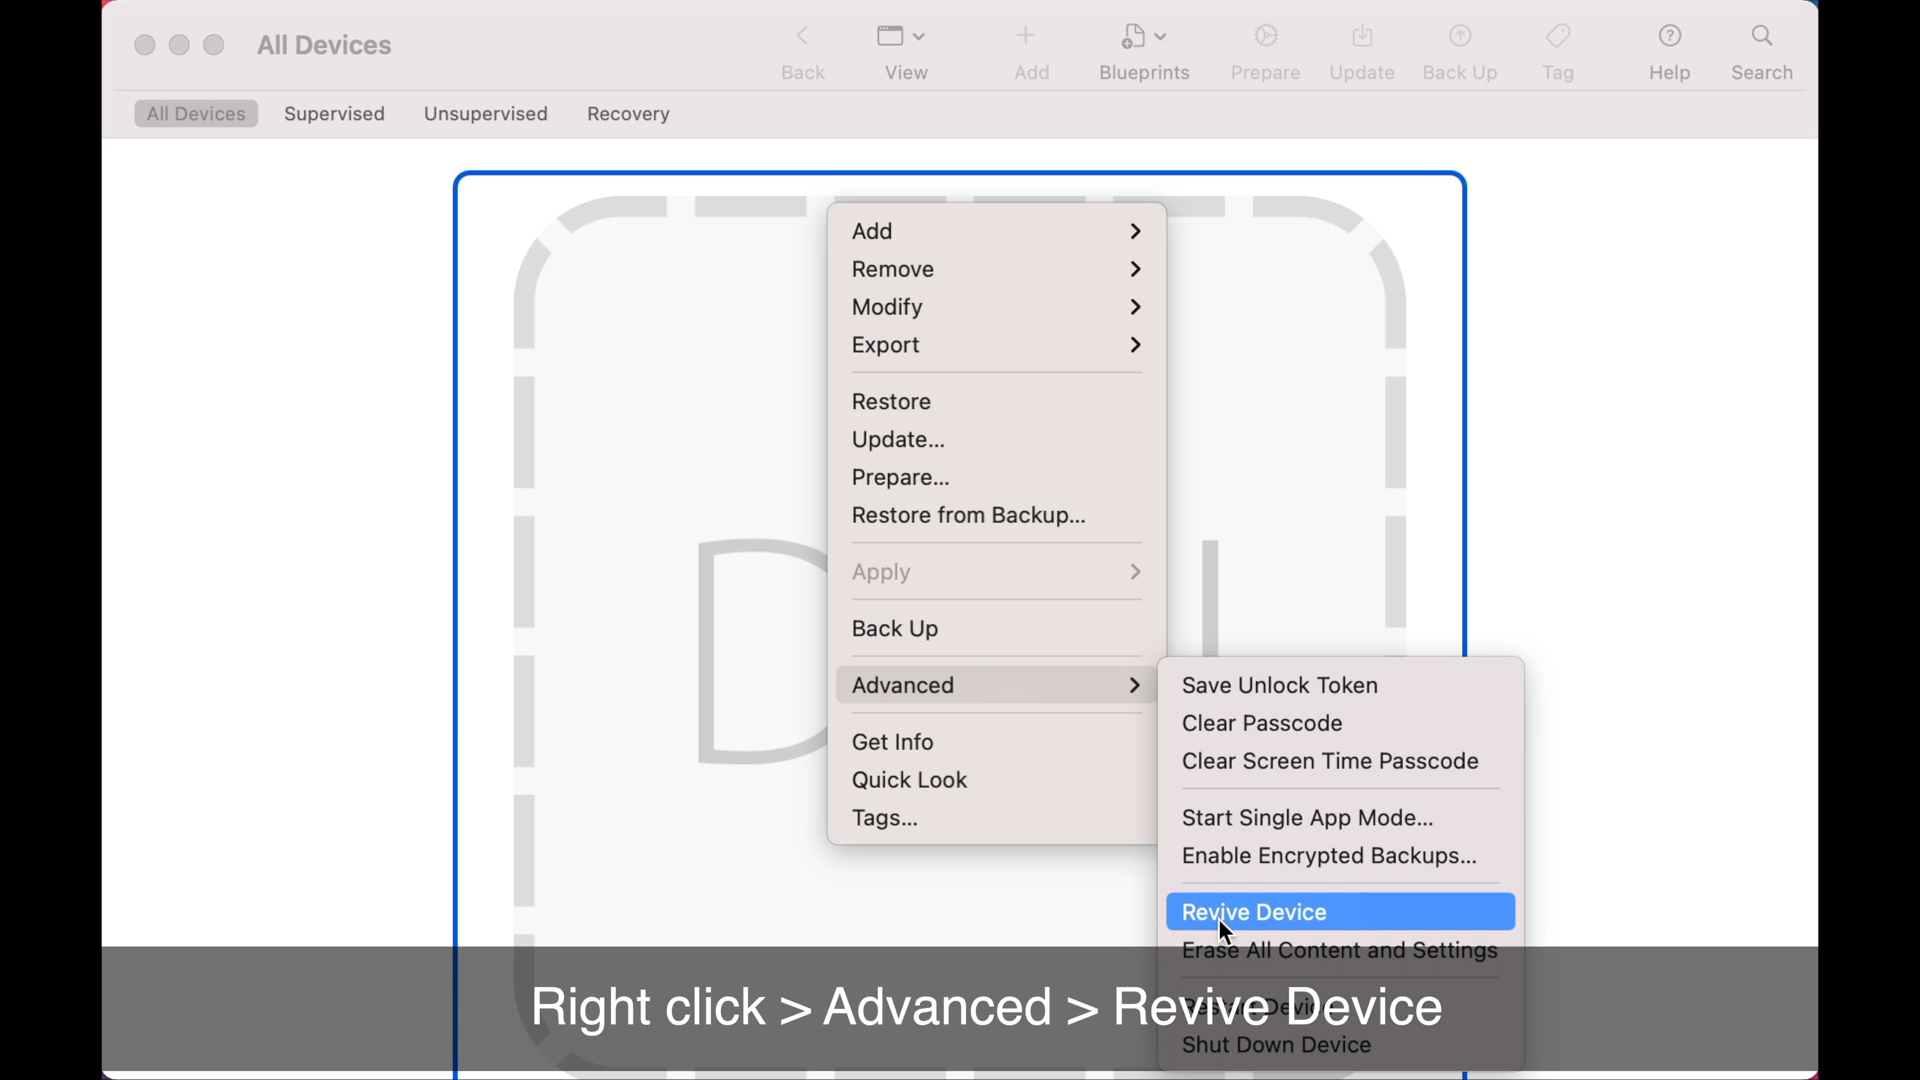 All Devices
Back
View
Add
Blueprints
Prepare
Update
Back Up
Tag
Help
Search
All Devices
Supervised
Unsupervised
Recovery
Add
Remove
Modify
Export
Restore
Update...
Prepare...
Restore from Backup...
Apply
Back Up
Advanced
Get Info
Quick Look
Tags...
Save Unlock Token
Clear Passcode
Clear Screen Time Passcode
Start Single App Mode...
Enable Encrypted Backups...
Revive Device
Erase All Content and Settings
Restart Device
Shut Down Device
Right click > Advanced > Revive Device